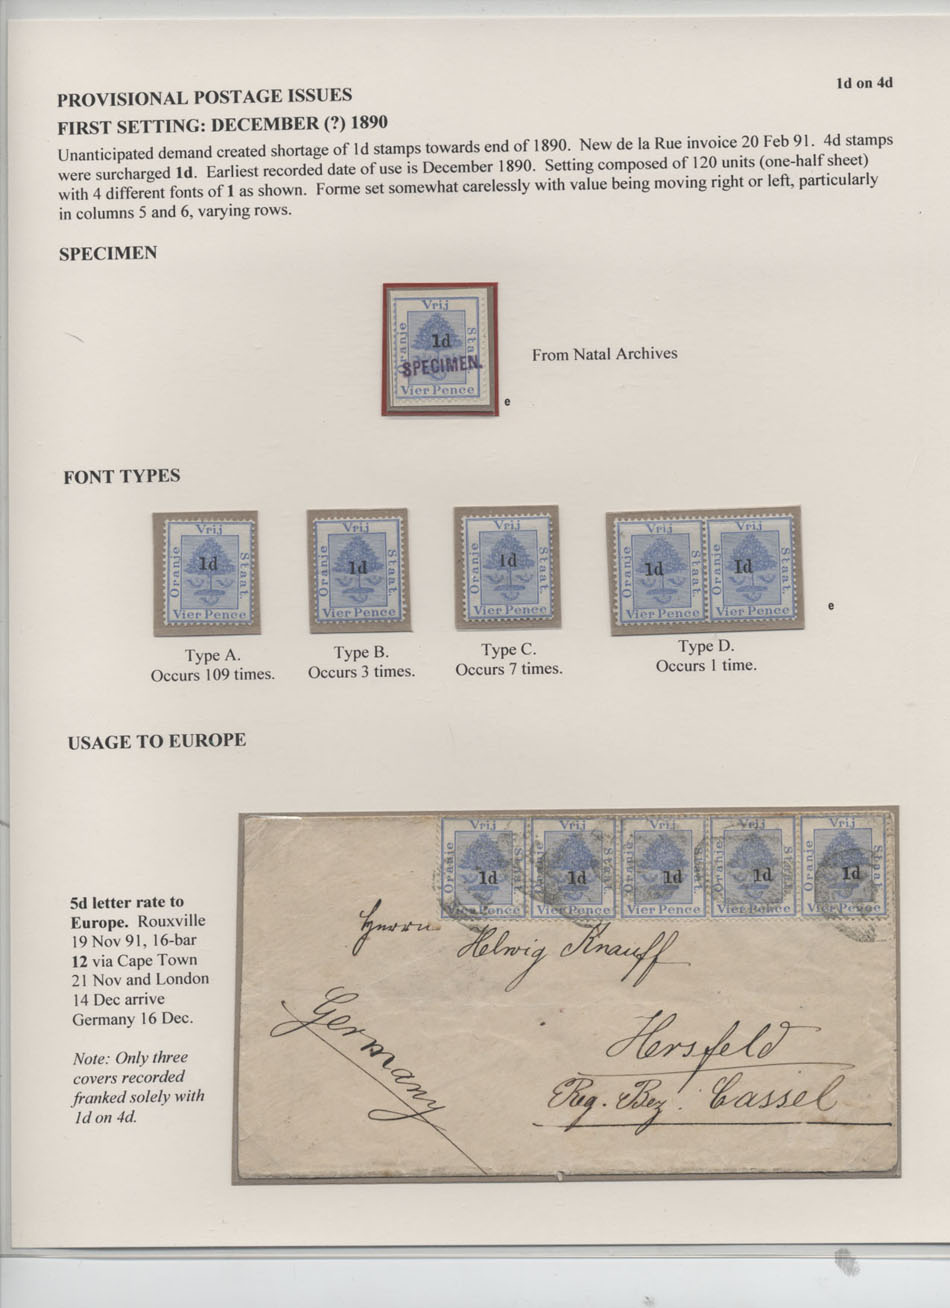 1d on 4d
PROVISIONAL POSTAGE ISSUES
FIRST SETTING: DECEMBER (?) 1890
Unanticipated demand created shortage of 1d stamps towards end of 1890. New de la Rue invoice 20 Feb 91. 4d stamps
were surcharged 1d. Earliest recorded date of use is December 1890. Setting composed of 120 units (one-half sheet)
with 4 different fonts of 1 as shown. Forme set somewhat carelessly with value being moving right or left, particularly
in columns 5 and 6, varying rows.
SPECIMEN
Vrij
Oranje
Staat.
1d
SPECIMEN.
Vier Pence
e
From Natal Archives
FONT TYPES
Vrij
Oranje
Staat.
1d
Vier Pence
Vrij
Oranje
Staat.
1d
Vier Pence
Vrij
Oranje
Staat.
1d
Vier Pence
Vrij
Oranje
Staat.
1d
Vier Pence
Vrij
Oranje
Staat.
1d
Vier Pence
e
Type A.
Occurs 109 times.
Type B.
Occurs 3 times.
Type C.
Occurs 7 times.
Type D.
Occurs 1 time.
USAGE TO EUROPE
5d letter rate to
Europe. Rouxville
19 Nov 91, 16-bar
12 via Cape Town
21 Nov and London
14 Dec arrive
Germany 16 Dec.
Note: Only three
covers recorded
franked solely with
1d on 4d.
Vrij
Oranje
Staat.
1d
Vier Pence
Vrij
Oranje
Staat.
1d
Vier Pence
Vrij
Oranje
Staat.
1d
Vier Pence
Vrij
Oranje
Staat.
1d
Vier Pence
Vrij
Oranje
Staat.
1d
Vier Pence
Herrn
Helwig Knauff
Germany
Hersfeld
Reg. Bez. Cassel